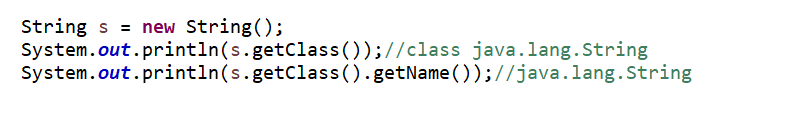 String s = new String();
System.out.println(s.getClass());//class java.lang.String
System.out.println(s.getClass().getName());//java.lang.String